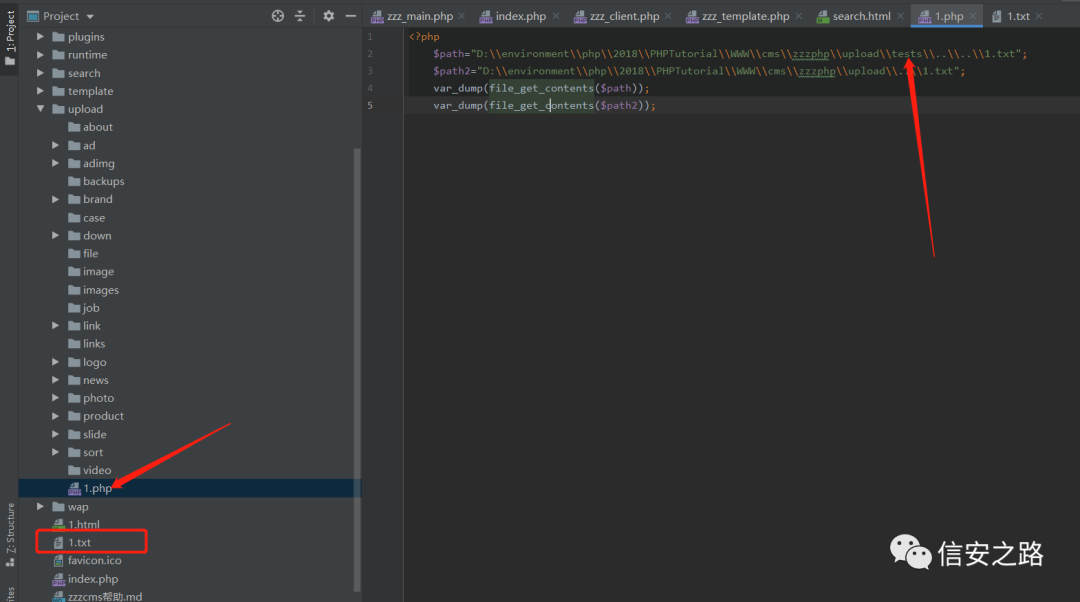 1: Project
Project
zzz_main.php
index.php
zzz_client.php
zzz_template.php
search.html
1.php
1.txt
plugins
runtime
search
template
upload
about
ad
adimg
backups
brand
case
down
file
image
images
job
link
links
logo
news
photo
product
slide
sort
video
1.php
wap
1.html
1.txt
favicon.ico
index.php
zzzcms帮助.md
Z: Structure
1 <?php
2 $path="D:\\environment\\php\\2018\\PHPTutorial\\WWW\\cms\\zzzphp\\upload\\tests\\..\\..\\1.txt";
3 $path2="D:\\environment\\php\\2018\\PHPTutorial\\WWW\\cms\\zzzphp\\upload\\..\\1.txt";
4 var_dump(file_get_contents($path));
5 var_dump(file_get_contents($path2));
信安之路